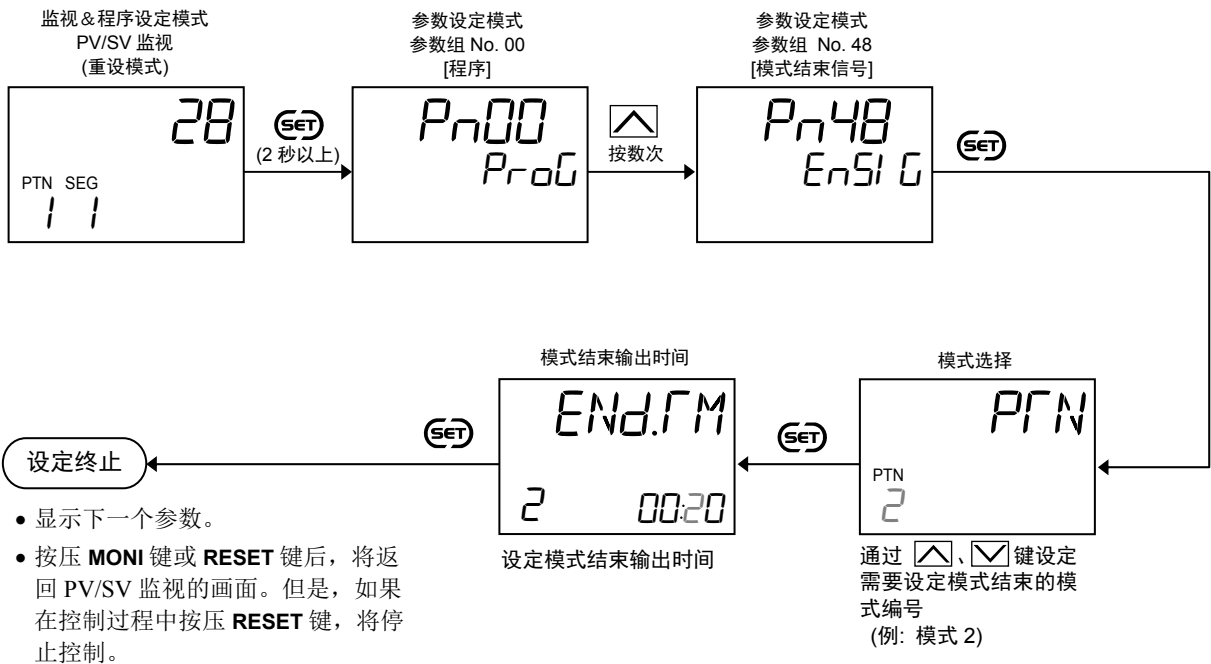 监视&程序设定模式
PV/SV 监视
(重设模式)
28
PTN SEG
1 1
SET
(2 秒以上)
参数设定模式
参数组 No. 00
[程序]
Pn00
ProG
按数次
参数设定模式
参数组 No. 48
[模式结束信号]
Pn48
EnSIG
SET
模式选择
PTN
PTN
2
通过 、 键设定
需要设定模式结束的模
式编号
(例: 模式 2)
SET
模式结束输出时间
ENd.TM
2 00:20
设定模式结束输出时间
SET
设定终止
• 显示下一个参数。
• 按压 MONI 键或 RESET 键后，将返
回 PV/SV 监视的画面。但是，如果
在控制过程中按压 RESET 键，将停
止控制。